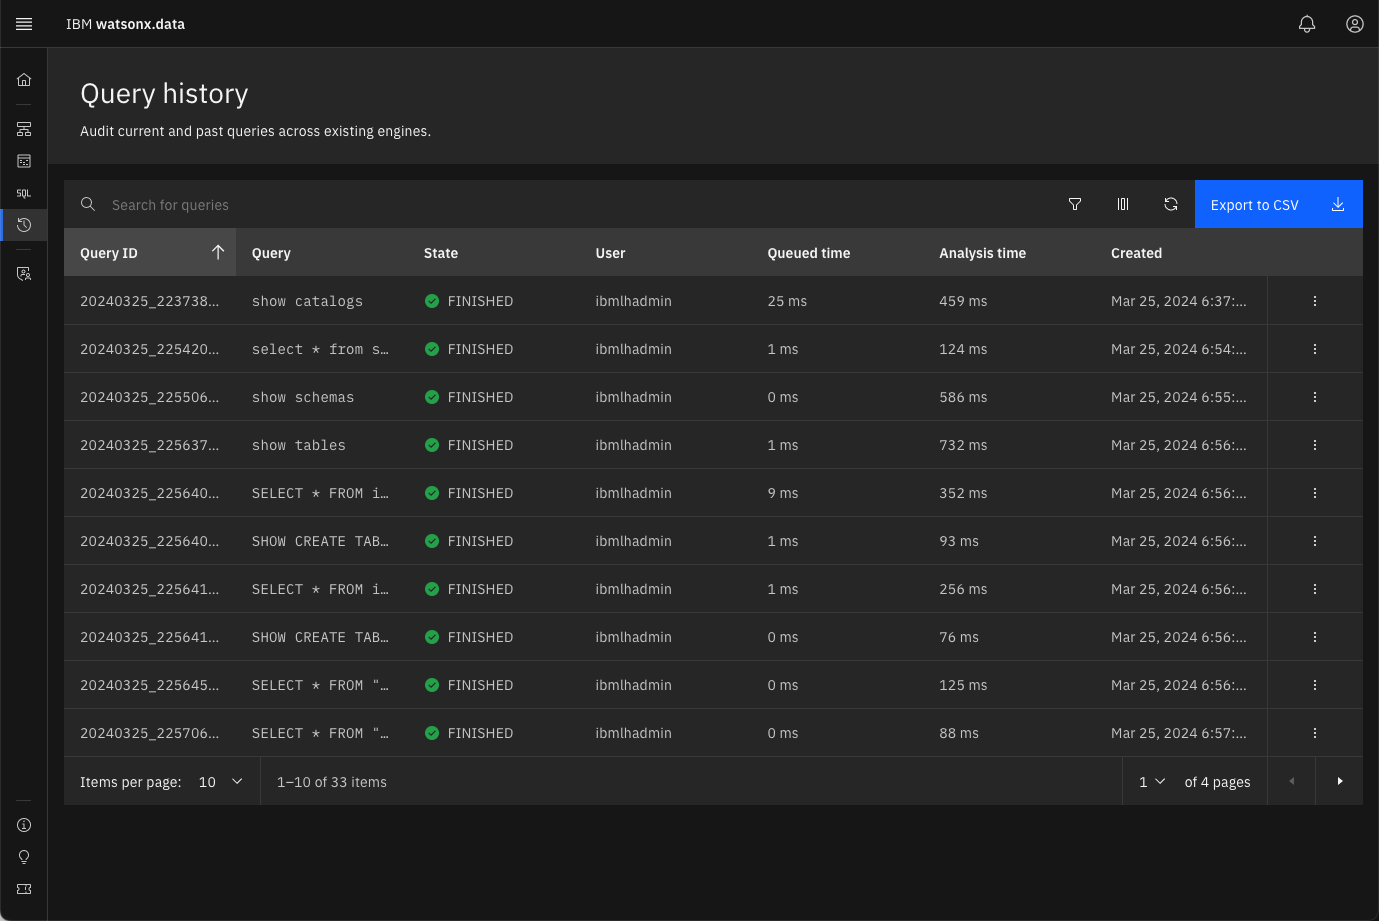 IBM watsonx.data
Query history
Audit current and past queries across existing engines.
SQL
Search for queries
Export to CSV
Query ID Query State User Queued time Analysis time Created
20240325_223738... show catalogs FINISHED ibmlhadmin 25 ms 459 ms Mar 25, 2024 6:37:...
20240325_225420... select * from s... FINISHED ibmlhadmin 1 ms 124 ms Mar 25, 2024 6:54:...
20240325_225506... show schemas FINISHED ibmlhadmin 0 ms 586 ms Mar 25, 2024 6:55:...
20240325_225637... show tables FINISHED ibmlhadmin 1 ms 732 ms Mar 25, 2024 6:56:...
20240325_225640... SELECT * FROM i... FINISHED ibmlhadmin 9 ms 352 ms Mar 25, 2024 6:56:...
20240325_225640... SHOW CREATE TAB... FINISHED ibmlhadmin 1 ms 93 ms Mar 25, 2024 6:56:...
20240325_225641... SELECT * FROM i... FINISHED ibmlhadmin 1 ms 256 ms Mar 25, 2024 6:56:...
20240325_225641... SHOW CREATE TAB... FINISHED ibmlhadmin 0 ms 76 ms Mar 25, 2024 6:56:...
20240325_225645... SELECT * FROM "... FINISHED ibmlhadmin 0 ms 125 ms Mar 25, 2024 6:56:...
20240325_225706... SELECT * FROM "... FINISHED ibmlhadmin 0 ms 88 ms Mar 25, 2024 6:57:...
Items per page: 10 1–10 of 33 items 1 of 4 pages